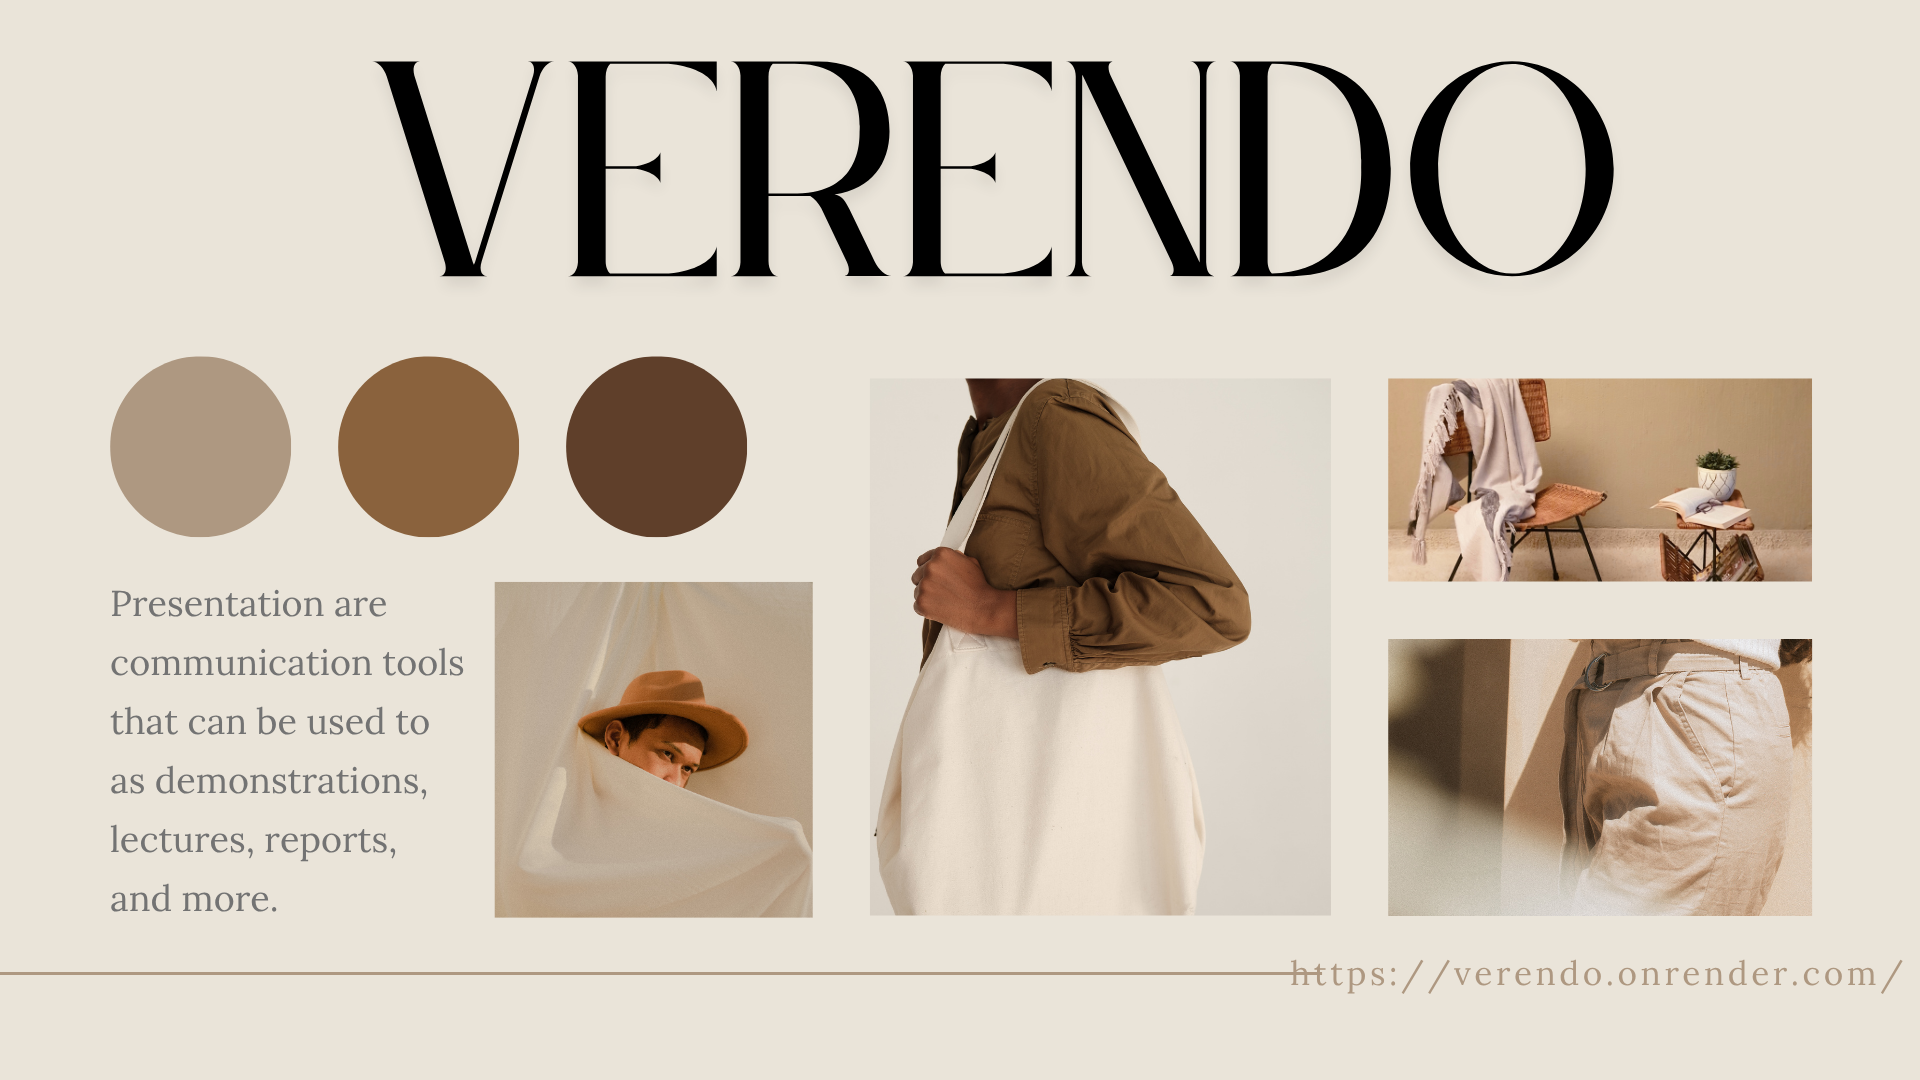 VERENDO
Presentation are
communication tools
that can be used to
as demonstrations,
lectures, reports,
and more.
https://verendo.onrender.com/